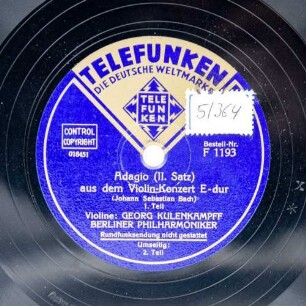 TELEFUNKEN
DIE DEUTSCHE WELTMARKE
TELE
FUN
KEN
51364
CONTROL
COPYRIGHT
018451
Bestell-Nr.
F 1193
Adagio (II. Satz)
aus dem Violin-Konzert E-dur
(Johann Sebastian Bach)
1. Teil
Violine: GEORG KULENKAMPFF
BERLINER PHILHARMONIKER
Rundfunksendung nicht gestattet
Umseitig:
2. Teil